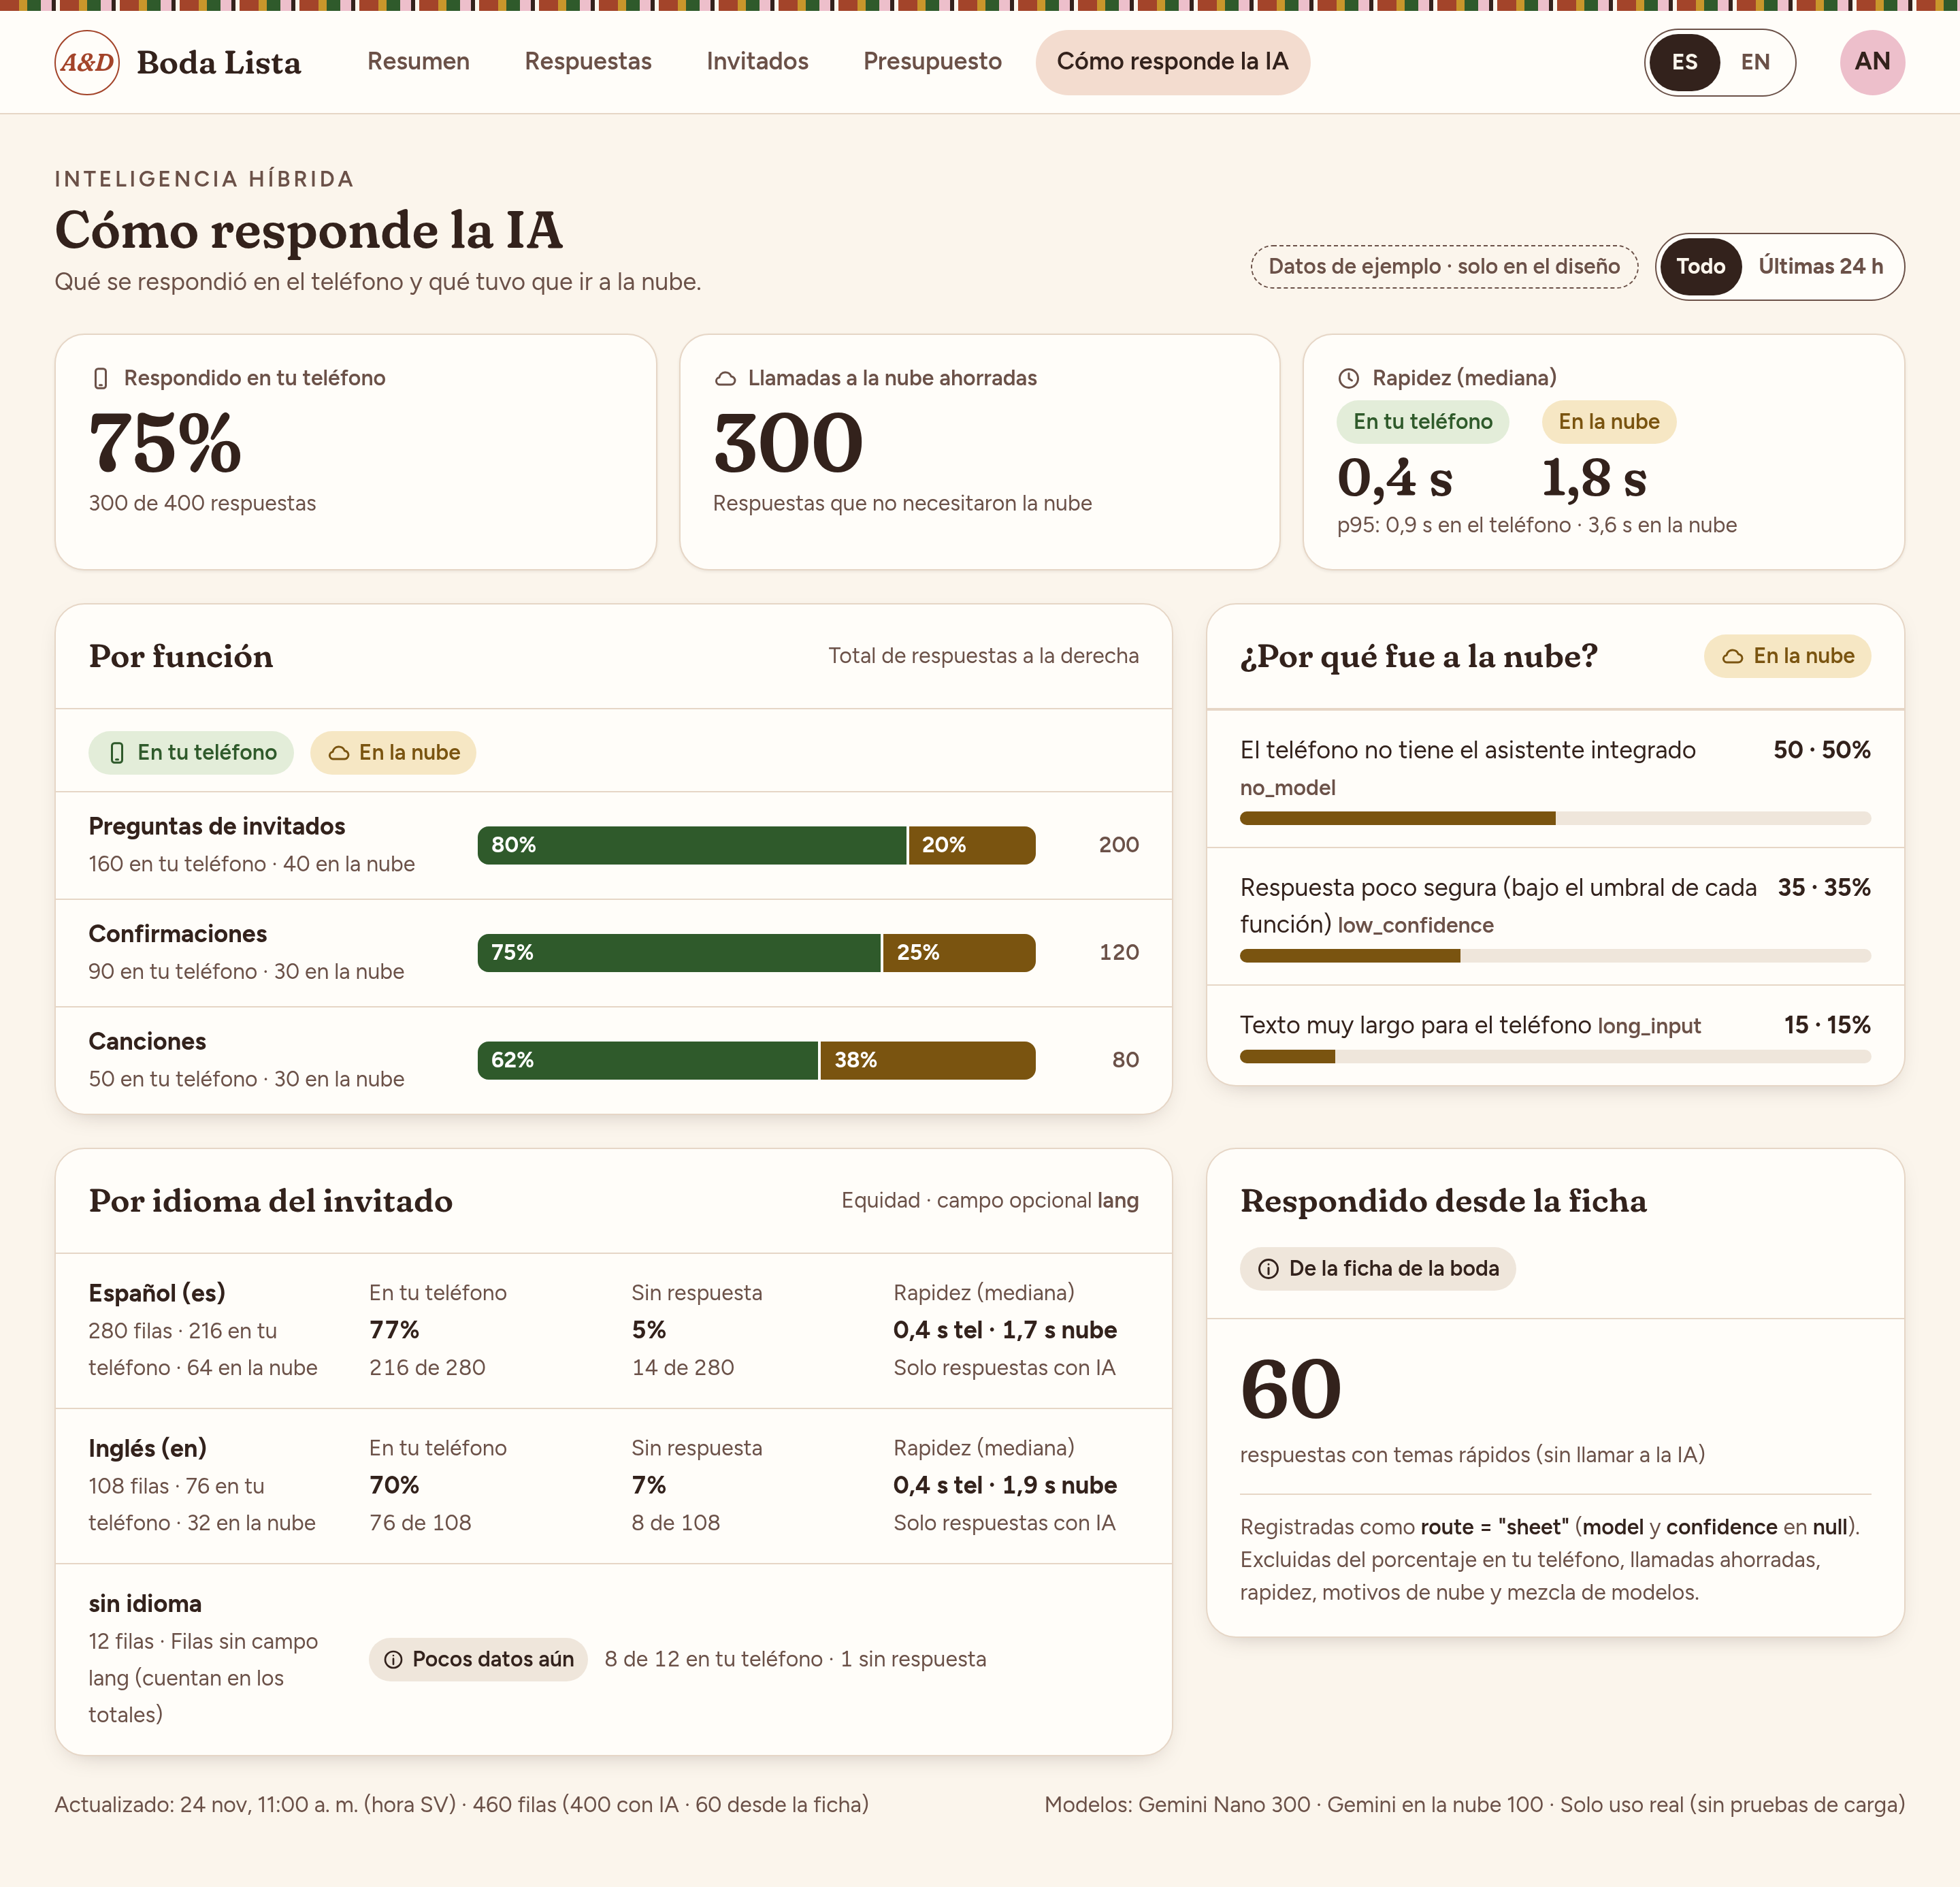 A&D Boda Lista Resumen Respuestas Invitados Presupuesto Cómo responde la IA ES EN AN
INTELIGENCIA HÍBRIDA
Cómo responde la IA
Qué se respondió en el teléfono y qué tuvo que ir a la nube.
Datos de ejemplo · solo en el diseño Todo Últimas 24 h
Respondido en tu teléfono
75%
300 de 400 respuestas
Llamadas a la nube ahorradas
300
Respuestas que no necesitaron la nube
Rapidez (mediana)
En tu teléfono En la nube
0,4 s 1,8 s
p95: 0,9 s en el teléfono · 3,6 s en la nube
Por función Total de respuestas a la derecha
En tu teléfono En la nube
Preguntas de invitados
160 en tu teléfono · 40 en la nube
80% 20% 200
Confirmaciones
90 en tu teléfono · 30 en la nube
75% 25% 120
Canciones
50 en tu teléfono · 30 en la nube
62% 38% 80
¿Por qué fue a la nube? En la nube
El teléfono no tiene el asistente integrado 50 · 50%
no_model
Respuesta poco segura (bajo el umbral de cada 35 · 35%
función) low_confidence
Texto muy largo para el teléfono long_input 15 · 15%
Por idioma del invitado Equidad · campo opcional lang
Español (es) En tu teléfono Sin respuesta Rapidez (mediana)
280 filas · 216 en tu 77% 5% 0,4 s tel · 1,7 s nube
teléfono · 64 en la nube 216 de 280 14 de 280 Solo respuestas con IA
Inglés (en) En tu teléfono Sin respuesta Rapidez (mediana)
108 filas · 76 en tu 70% 7% 0,4 s tel · 1,9 s nube
teléfono · 32 en la nube 76 de 108 8 de 108 Solo respuestas con IA
sin idioma
12 filas · Filas sin campo
lang (cuentan en los
totales)
Pocos datos aún 8 de 12 en tu teléfono · 1 sin respuesta
Respondido desde la ficha
De la ficha de la boda
60
respuestas con temas rápidos (sin llamar a la IA)
Registradas como route = "sheet" (model y confidence en null).
Excluidas del porcentaje en tu teléfono, llamadas ahorradas,
rapidez, motivos de nube y mezcla de modelos.
Actualizado: 24 nov, 11:00 a. m. (hora SV) · 460 filas (400 con IA · 60 desde la ficha)
Modelos: Gemini Nano 300 · Gemini en la nube 100 · Solo uso real (sin pruebas de carga)